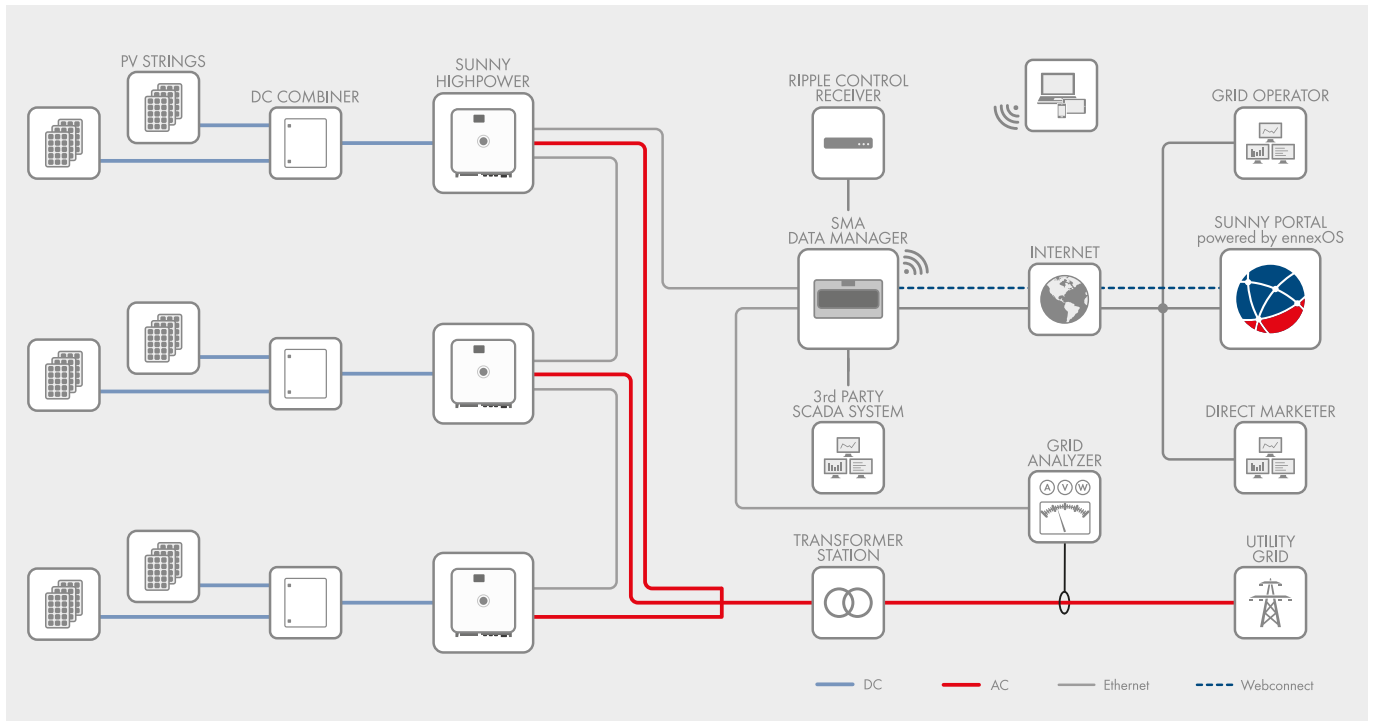 PV STRINGS
DC COMBINER
SUNNY
HIGHPOWER
RIPPLE CONTROL
RECEIVER
GRID OPERATOR
SMA
DATA MANAGER
INTERNET
SUNNY PORTAL
powered by ennexOS
3rd PARTY
SCADA SYSTEM
GRID
ANALYZER
A V W
DIRECT MARKETER
TRANSFORMER
STATION
UTILITY
GRID
DC
AC
Ethernet
Webconnect